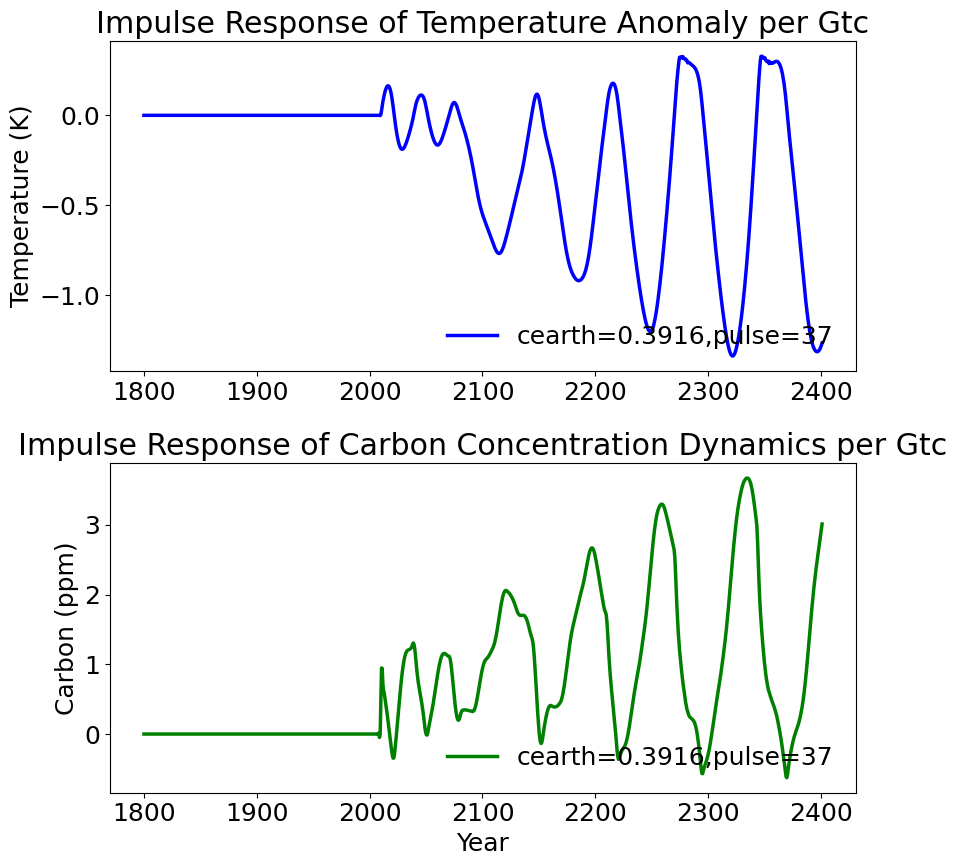 Impulse Response of Temperature Anomaly per Gtc
Temperature (K)
0.0
−0.5
−1.0
cearth=0.3916,pulse=37
1800 1900 2000 2100 2200 2300 2400
Impulse Response of Carbon Concentration Dynamics per Gtc
Carbon (ppm)
3
2
1
0
cearth=0.3916,pulse=37
1800 1900 2000 2100 2200 2300 2400
Year